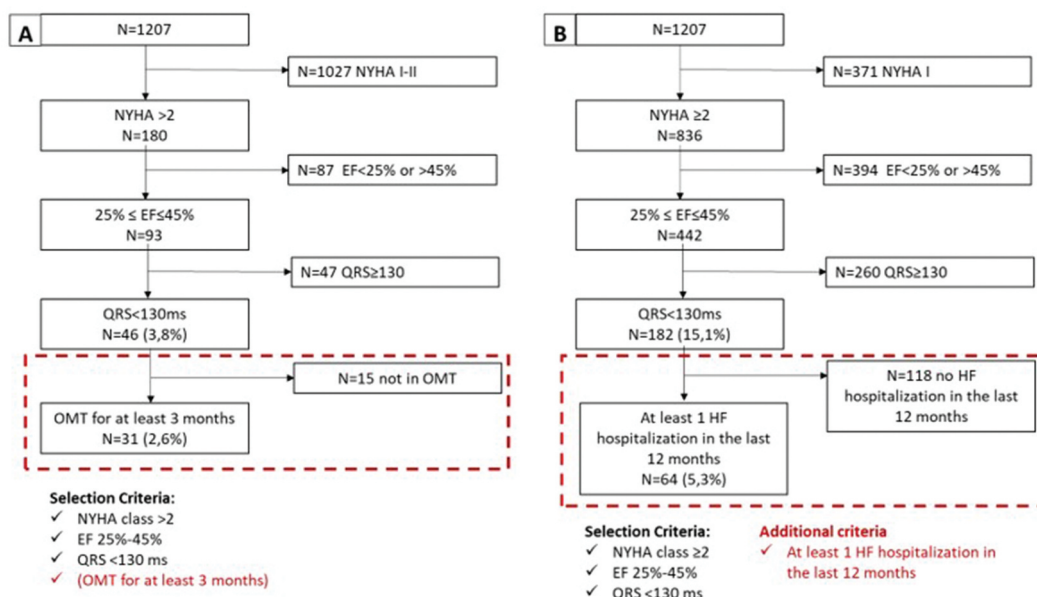 A
N=1207
N=1027 NYHA I-II
NYHA >2
N=180
N=87 EF<25% or >45%
25% ≤ EF≤45%
N=93
N=47 QRS≥130
QRS<130ms
N=46 (3,8%)
N=15 not in OMT
OMT for at least 3 months
N=31 (2,6%)
Selection Criteria:
✓ NYHA class >2
✓ EF 25%-45%
✓ QRS <130 ms
✓ (OMT for at least 3 months)
B
N=1207
N=371 NYHA I
NYHA ≥2
N=836
N=394 EF<25% or >45%
25% ≤ EF≤45%
N=442
N=260 QRS≥130
QRS<130ms
N=182 (15,1%)
N=118 no HF
hospitalization in the last
12 months
At least 1 HF
hospitalization in the last
12 months
N=64 (5,3%)
Selection Criteria:
✓ NYHA class ≥2
✓ EF 25%-45%
✓ QRS <130 ms
Additional criteria
✓ At least 1 HF hospitalization in
the last 12 months